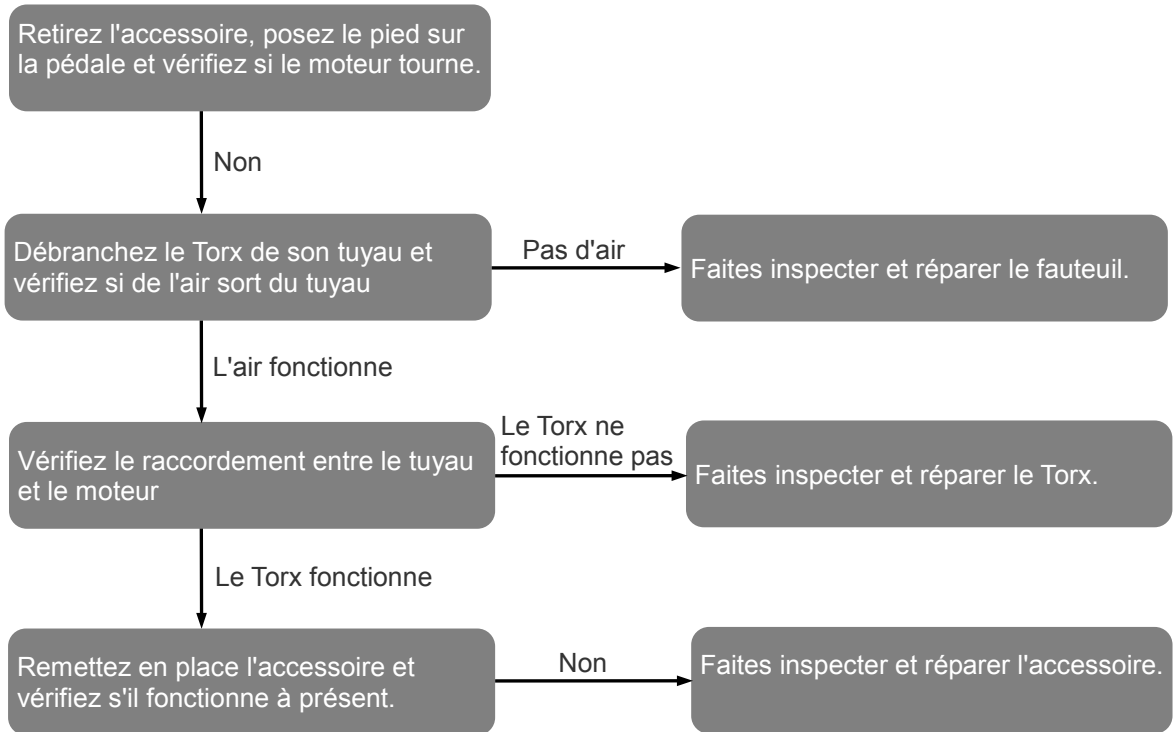 Retirez l'accessoire, posez le pied sur
la pédale et vérifiez si le moteur tourne.
Non
Débranchez le Torx de son tuyau et
vérifiez si de l'air sort du tuyau
Pas d'air
Faites inspecter et réparer le fauteuil.
L'air fonctionne
Vérifiez le raccordement entre le tuyau
et le moteur
Le Torx ne
fonctionne pas
Faites inspecter et réparer le Torx.
Le Torx fonctionne
Remettez en place l'accessoire et
vérifiez s'il fonctionne à présent.
Non
Faites inspecter et réparer l'accessoire.